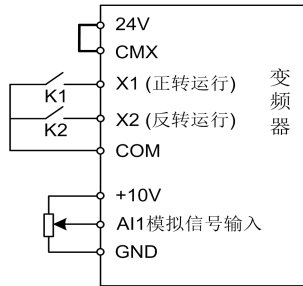 24V
CMX
K1
X1 (正转运行)
K2
X2 (反转运行)
COM
+10V
AI1模拟信号输入
GND
变频器